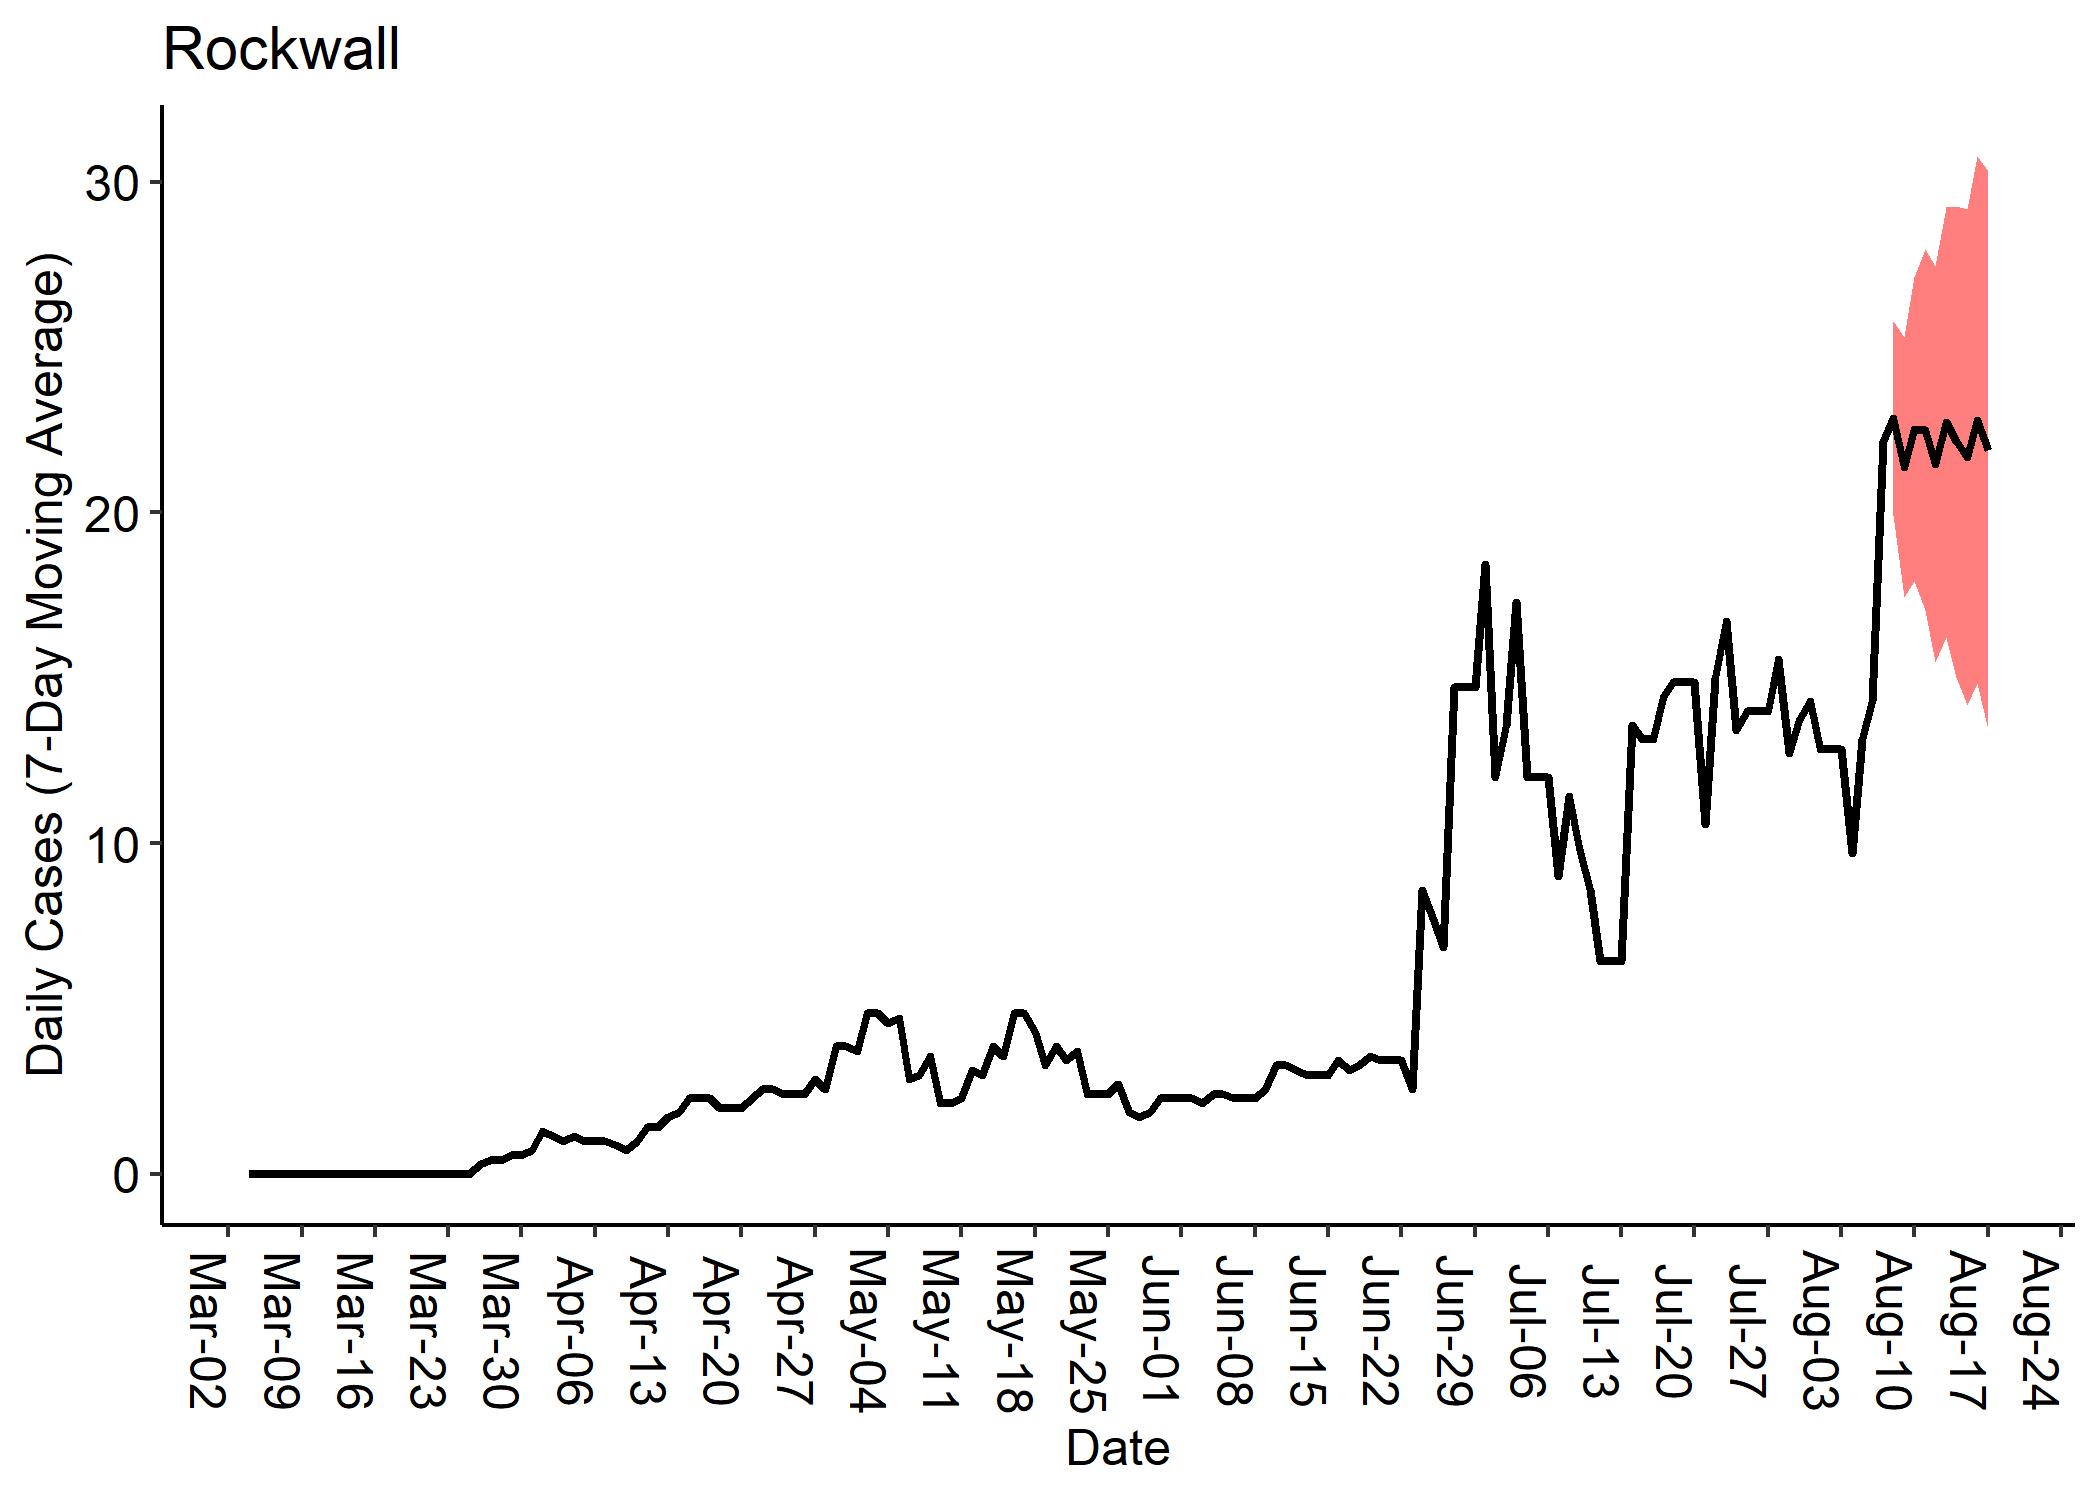 Rockwall
Daily Cases (7-Day Moving Average)
30
20
10
0
Mar-02
Mar-09
Mar-16
Mar-23
Mar-30
Apr-06
Apr-13
Apr-20
Apr-27
May-04
May-11
May-18
May-25
Jun-01
Jun-08
Jun-15
Jun-22
Jun-29
Jul-06
Jul-13
Jul-20
Jul-27
Aug-03
Aug-10
Aug-17
Aug-24
Date